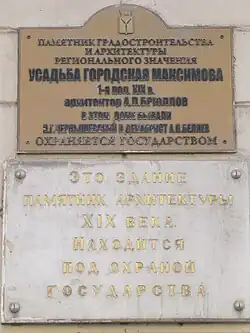 ПАМЯТНИК ГРАДОСТРОИТЕЛЬСТВА
И АРХИТЕКТУРЫ
РЕГИОНАЛЬНОГО ЗНАЧЕНИЯ
УСАДЬБА ГОРОДСКАЯ МАКСИМОВА
1-я пол. XIX в.
архитектор А.П.БРЮЛЛОВ
В ЭТОМ ДОМЕ БЫВАЛИ
Н.Г.ЧЕРНЫШЕВСКИЙ И ДЕКАБРИСТ А.П.БЕЛЯЕВ
ОХРАНЯЕТСЯ ГОСУДАРСТВОМ
ЭТО ЗДАНИЕ
ПАМЯТНИК АРХИТЕКТУРЫ
XIX ВЕКА.
НАХОДИТСЯ
ПОД ОХРАНОЙ
ГОСУДАРСТВА